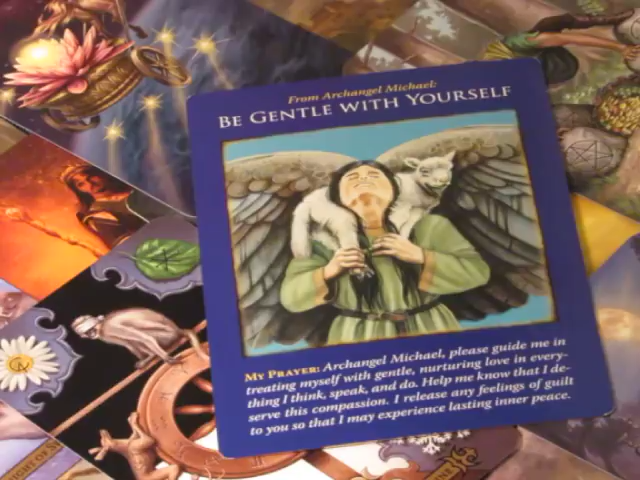 From Archangel Michael:
BE GENTLE WITH YOURSELF
MY PRAYER: Archangel Michael, please guide me in
treating myself with gentle, nurturing love in every-
thing I think, speak, and do. Help me know that I de-
serve this compassion. I release any feelings of guilt
to you so that I may experience lasting inner peace.